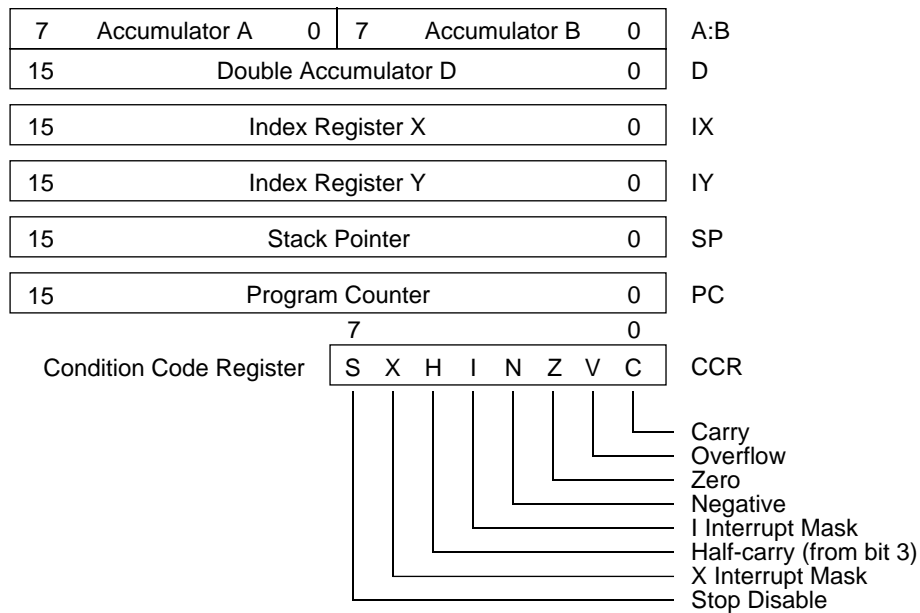 7 Accumulator A 0 7 Accumulator B 0 A:B
15 Double Accumulator D 0 D
15 Index Register X 0 IX
15 Index Register Y 0 IY
15 Stack Pointer 0 SP
15 Program Counter 0 PC
7 0
Condition Code Register S X H I N Z V C CCR
Carry
Overflow
Zero
Negative
I Interrupt Mask
Half-carry (from bit 3)
X Interrupt Mask
Stop Disable